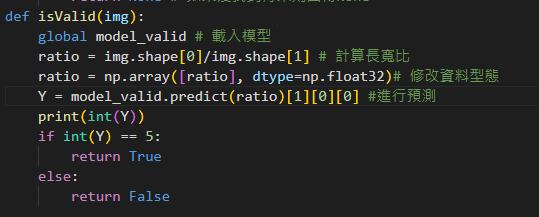 def isValid(img):
    global model_valid # 載入模型
    ratio = img.shape[0]/img.shape[1] # 計算長寬比
    ratio = np.array([ratio], dtype=np.float32)# 修改資料型態
    Y = model_valid.predict(ratio)[1][0][0] #進行預測
    print(int(Y))
    if int(Y) == 5:
        return True
    else:
        return False